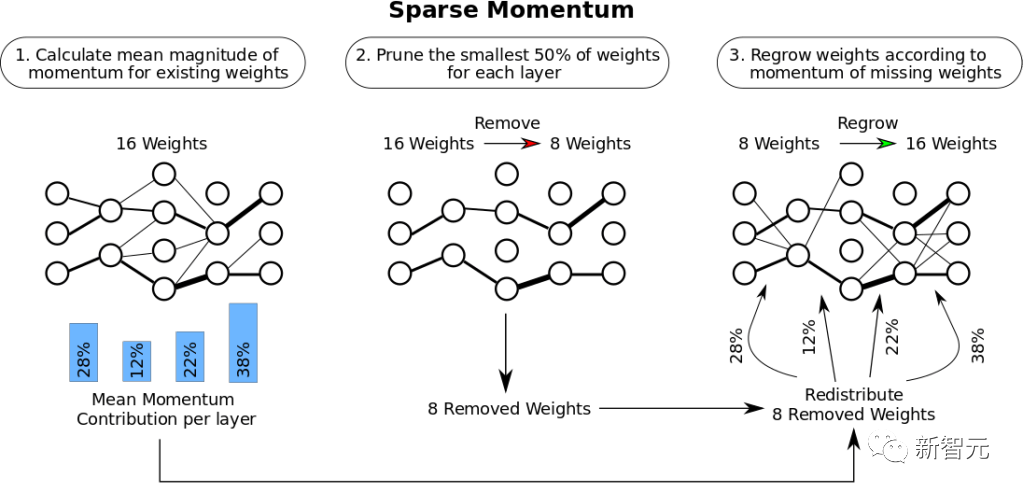 Sparse Momentum
1. Calculate mean magnitude of
momentum for existing weights
2. Prune the smallest 50% of weights
for each layer
3. Regrow weights according to
momentum of missing weights
16 Weights
Remove
16 Weights
8 Weights
Regrow
8 Weights
16 Weights
28%
12%
22%
38%
Mean Momentum
Contribution per layer
8 Removed Weights
28%
12%
22%
38%
Redistribute
8 Removed Weights
新智元